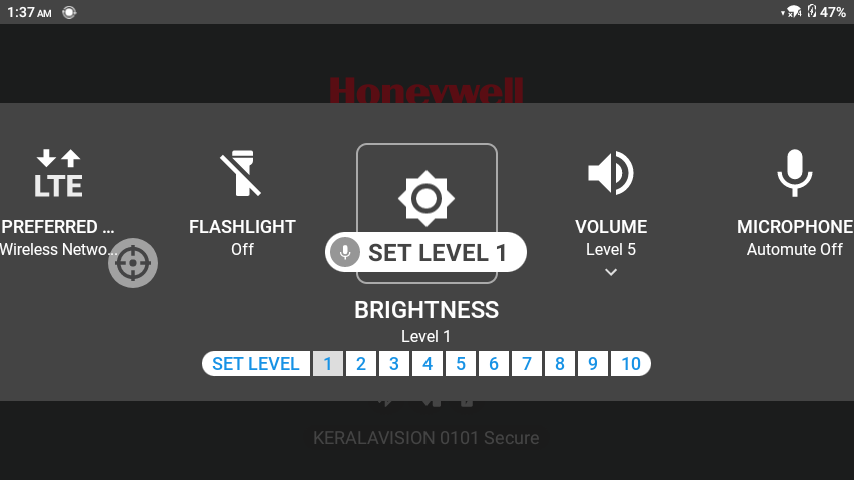 1:37 AM
47%
Honeywell
LTE
PREFERRED ...
Wireless Netwo...
FLASHLIGHT
Off
SET LEVEL 1
BRIGHTNESS
Level 1
VOLUME
Level 5
MICROPHONE
Automute Off
SET LEVEL 1 2 3 4 5 6 7 8 9 10
KERALAVISION 0101 Secure